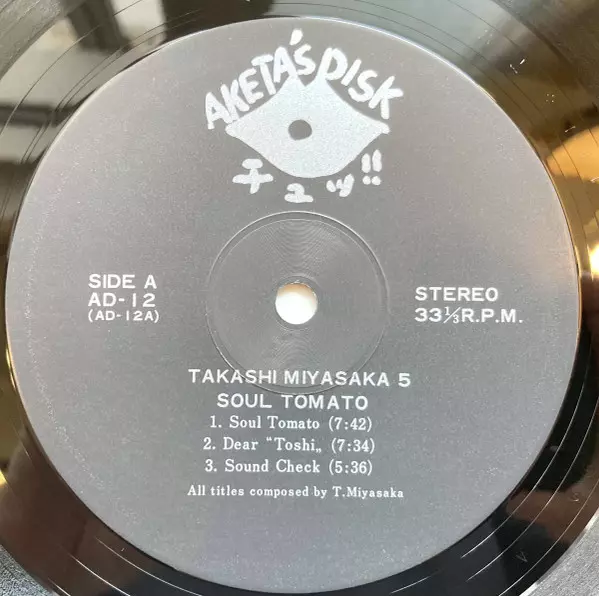 AKETA'S DISK
チュッ!!
SIDE A
AD-12
(AD-12A)
STEREO
33⅓R.P.M.
TAKASHI MIYASAKA 5
SOUL TOMATO
1. Soul Tomato (7:42)
2. Dear “Toshi„ (7:34)
3. Sound Check (5:36)
All titles composed by T.Miyasaka